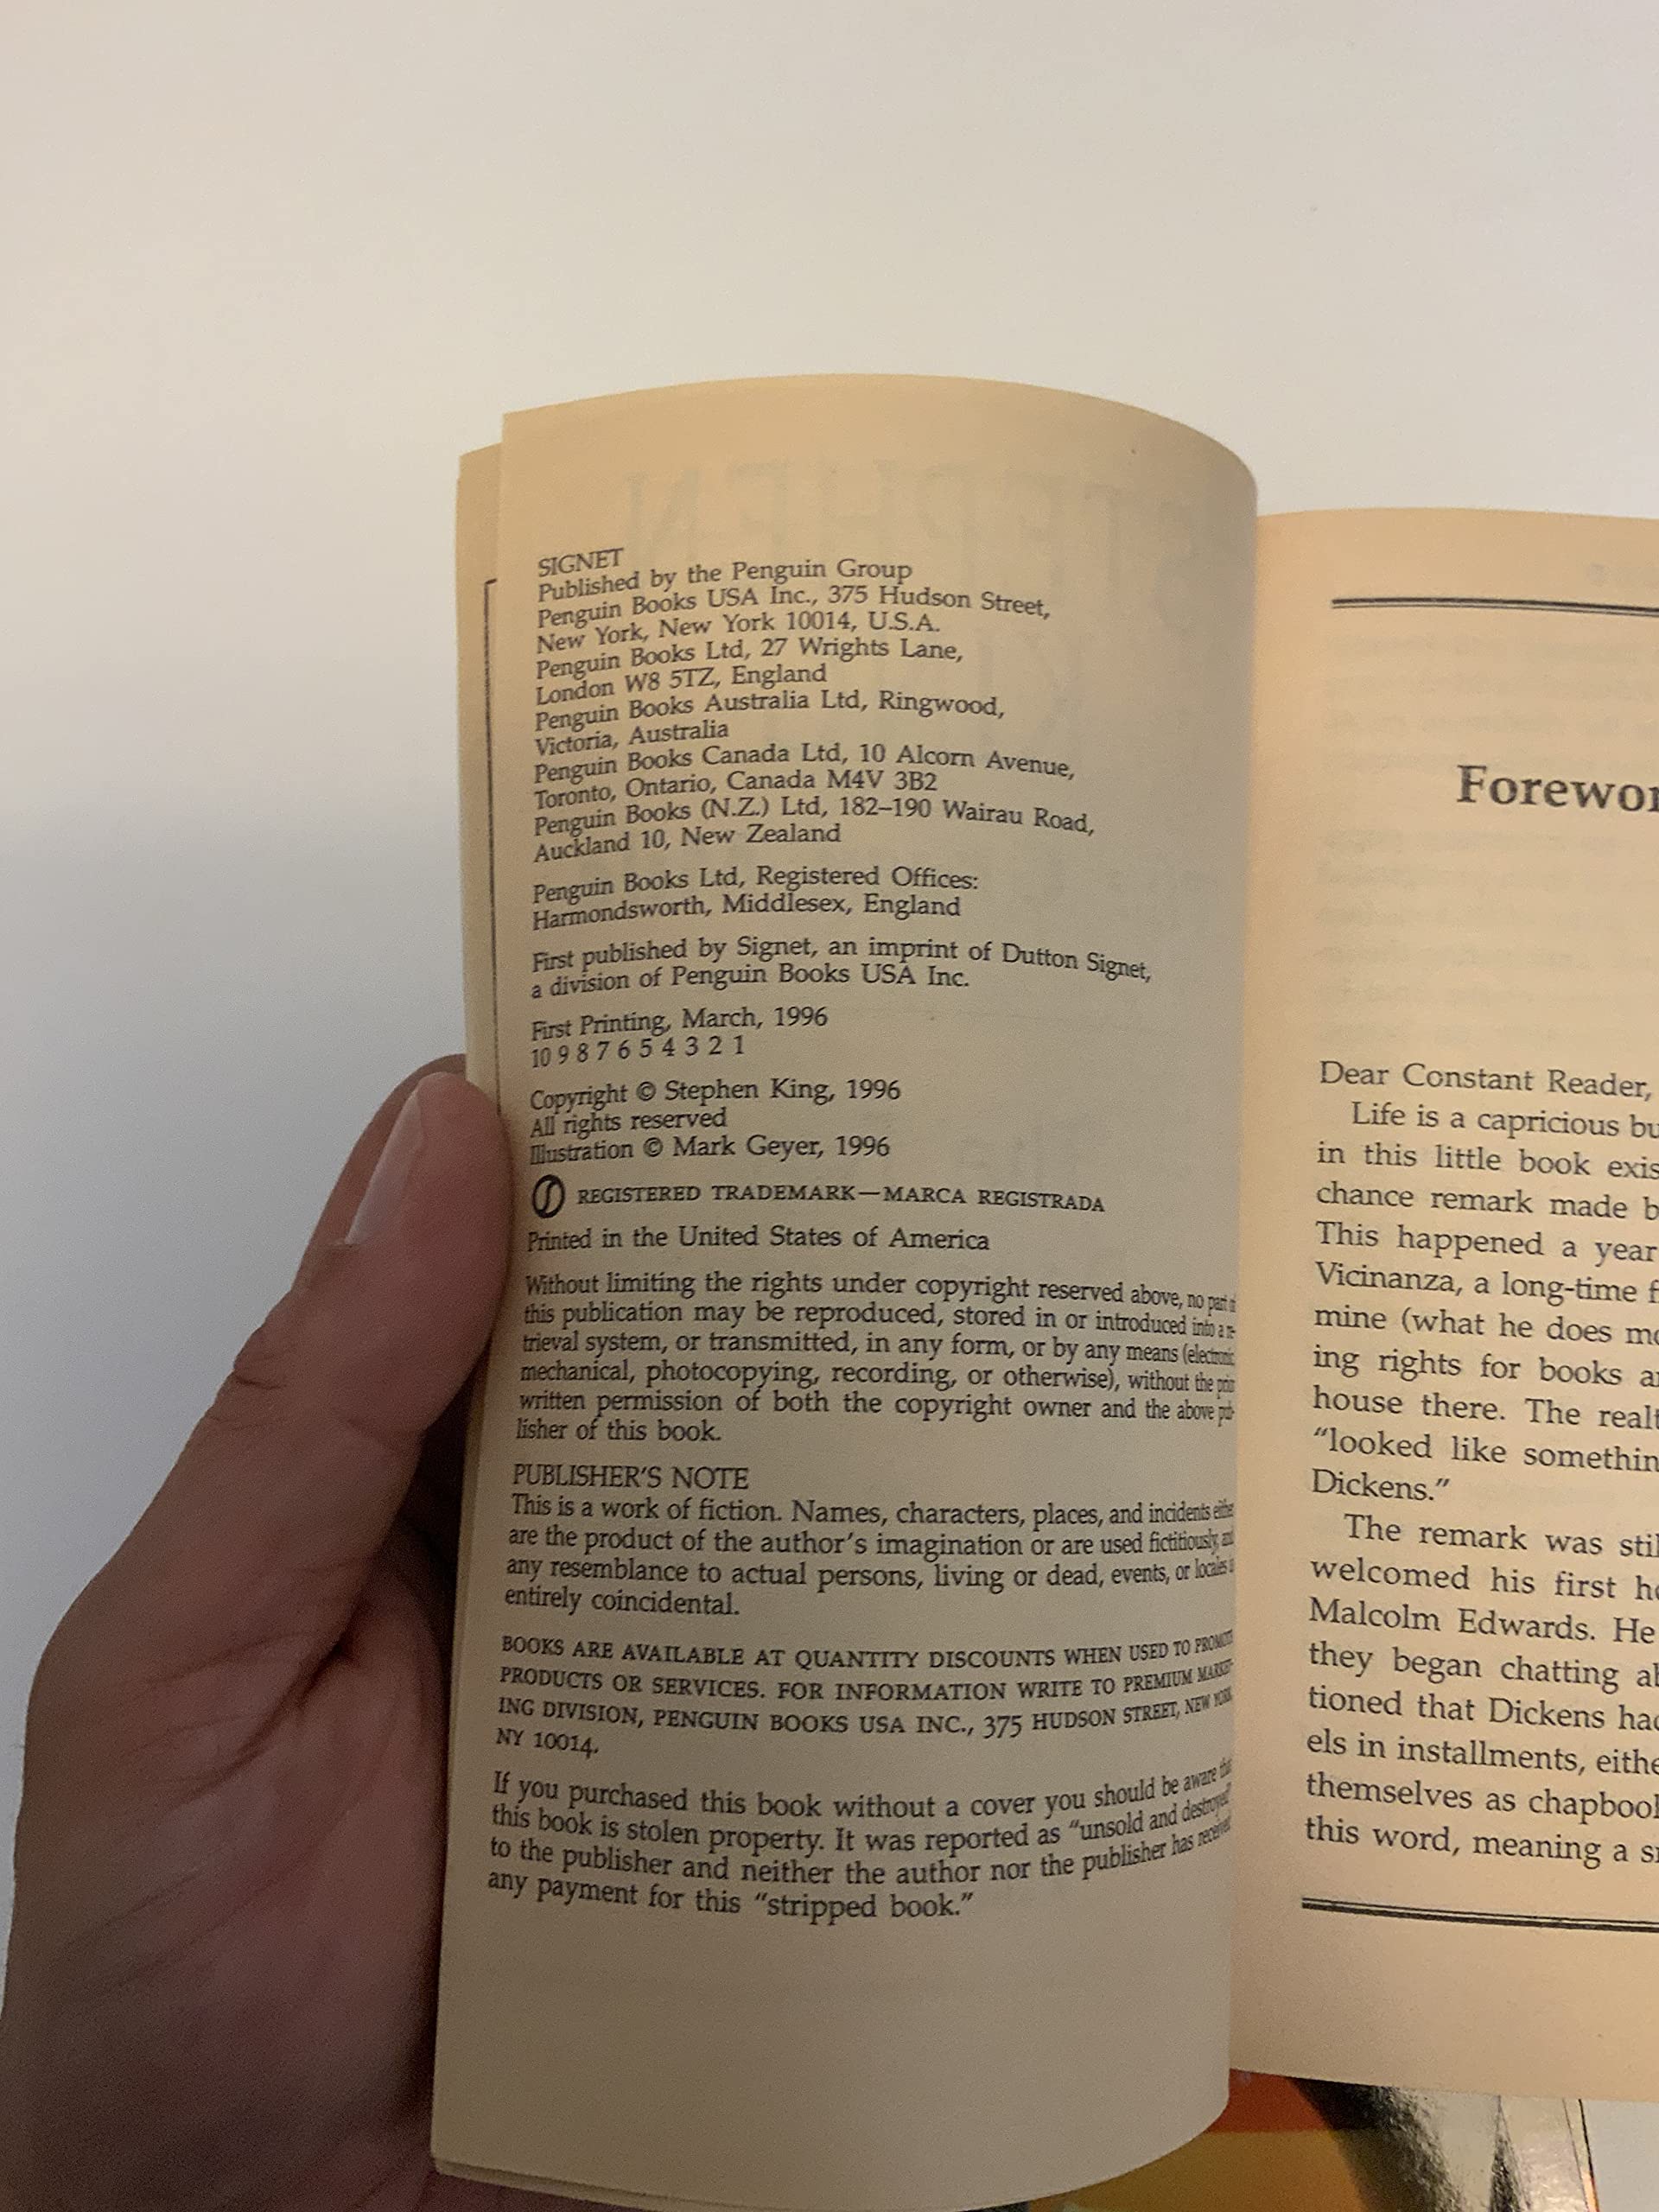 SIGNET
Published by the Penguin Group
Penguin Books USA Inc., 375 Hudson Street,
New York, New York 10014, U.S.A.
Penguin Books Ltd, 27 Wrights Lane,
London W8 5TZ, England
Penguin Books Australia Ltd, Ringwood,
Victoria, Australia
Penguin Books Canada Ltd, 10 Alcorn Avenue,
Toronto, Ontario, Canada M4V 3B2
Penguin Books (N.Z.) Ltd, 182–190 Wairau Road,
Auckland 10, New Zealand
Penguin Books Ltd, Registered Offices:
Harmondsworth, Middlesex, England
First published by Signet, an imprint of Dutton Signet,
a division of Penguin Books USA Inc.
First Printing, March, 1996
10 9 8 7 6 5 4 3 2 1
Copyright © Stephen King, 1996
All rights reserved
Illustration © Mark Geyer, 1996
REGISTERED TRADEMARK—MARCA REGISTRADA
Printed in the United States of America
Without limiting the rights under copyright reserved above, no part of
this publication may be reproduced, stored in or introduced into a re-
trieval system, or transmitted, in any form, or by any means (electronic,
mechanical, photocopying, recording, or otherwise), without the prior
written permission of both the copyright owner and the above pub-
lisher of this book.
PUBLISHER'S NOTE
This is a work of fiction. Names, characters, places, and incidents either
are the product of the author's imagination or are used fictitiously, and
any resemblance to actual persons, living or dead, events, or locales is
entirely coincidental.
BOOKS ARE AVAILABLE AT QUANTITY DISCOUNTS WHEN USED TO PROMOTE
PRODUCTS OR SERVICES. FOR INFORMATION WRITE TO PREMIUM MARKET-
ING DIVISION, PENGUIN BOOKS USA INC., 375 HUDSON STREET, NEW YORK,
NY 10014.
If you purchased this book without a cover you should be aware that
this book is stolen property. It was reported as “unsold and destroyed”
to the publisher and neither the author nor the publisher has received
any payment for this “stripped book.”
Forewor
Dear Constant Reader,
Life is a capricious bu
in this little book exis
chance remark made b
This happened a year
Vicinanza, a long-time f
mine (what he does mo
ing rights for books a
house there. The realt
“looked like somethin
Dickens.”
The remark was stil
welcomed his first ho
Malcolm Edwards. He
they began chatting a
tioned that Dickens had
els in installments, eithe
themselves as chapbook
this word, meaning a s